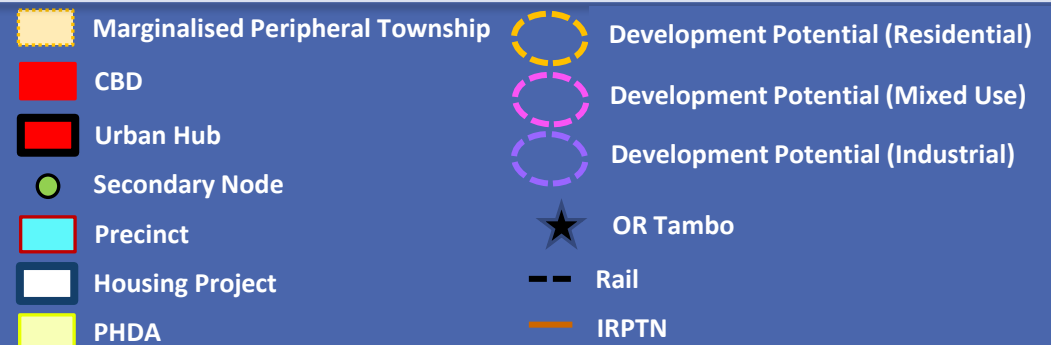 Marginalised Peripheral Township
CBD
Urban Hub
Secondary Node
Precinct
Housing Project
PHDA
Development Potential (Residential)
Development Potential (Mixed Use)
Development Potential (Industrial)
OR Tambo
Rail
IRPTN